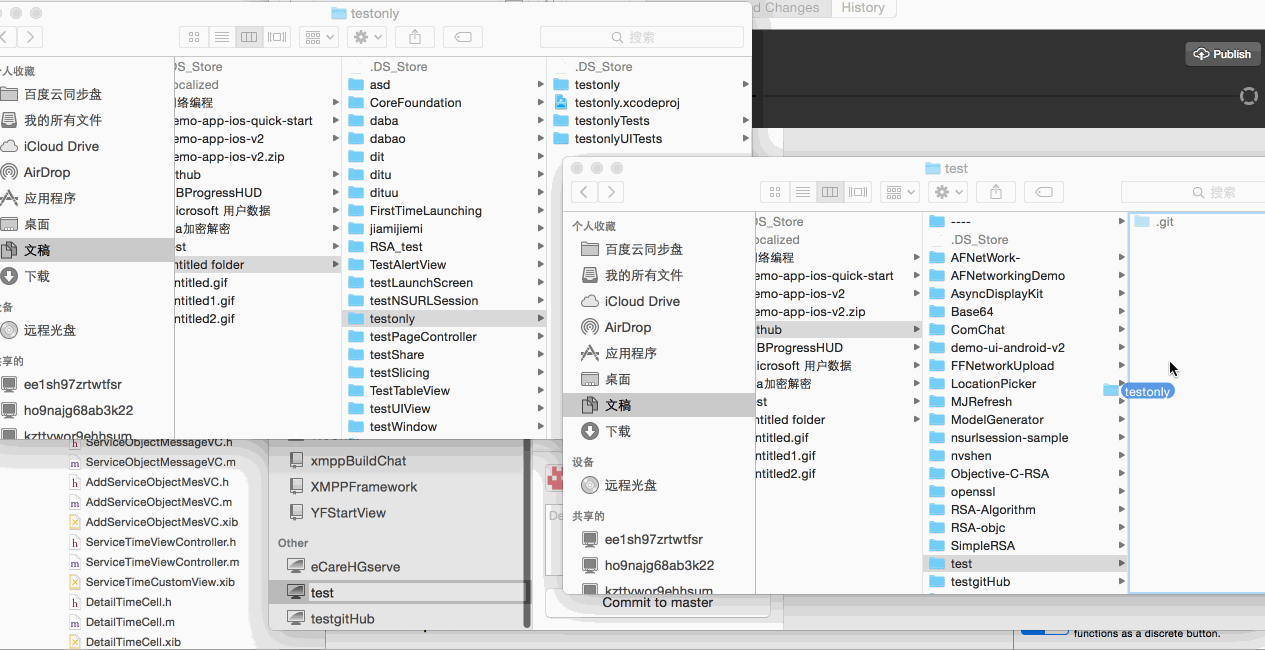 testonly
搜索
个人收藏
百度云同步盘
我的所有文件
iCloud Drive
AirDrop
应用程序
桌面
文稿
下载
远程光盘
ee1sh97zrtwtfsr
ho9najg68ab3k22
kzttywor9ehhsum
DS_Store
ocalized
络编程
emo-app-ios-quick-start
emo-app-ios-v2
emo-app-ios-v2.zip
thub
BProgressHUD
icrosoft 用户数据
a加密解密
st
ntitled folder
ntitled.gif
ntitled1.gif
ntitled2.gif
.DS_Store
asd
CoreFoundation
daba
dabao
dit
ditu
dituu
FirstTimeLaunching
jiamijiemi
RSA_test
TestAlertView
testLaunchScreen
testNSURLSession
testonly
testPageController
testShare
testSlicing
TestTableView
testUIView
testWindow
.DS_Store
testonly
testonly.xcodeproj
testonlyTests
testonlyUITests
d Changes
History
Publish
test
搜索
个人收藏
百度云同步盘
我的所有文件
iCloud Drive
AirDrop
应用程序
桌面
文稿
下载
设备
远程光盘
共享的
ee1sh97zrtwtfsr
ho9najg68ab3k22
kzttywor9ehhsum
DS_Store
ocalized
络编程
emo-app-ios-quick-start
emo-app-ios-v2
emo-app-ios-v2.zip
thub
BProgressHUD
icrosoft 用户数据
a加密解密
st
ntitled folder
ntitled.gif
ntitled1.gif
ntitled2.gif
----
.DS_Store
AFNetWork-
AFNetworkingDemo
AsyncDisplayKit
Base64
ComChat
demo-ui-android-v2
FFNetworkUpload
LocationPicker
MJRefresh
ModelGenerator
nsurlsession-sample
nvshen
Objective-C-RSA
openssl
RSA-Algorithm
RSA-objc
SimpleRSA
test
testgitHub
.git
testonly
ServiceObjectMessageVC.h
ServiceObjectMessageVC.m
AddServiceObjectMesVC.h
AddServiceObjectMesVC.m
AddServiceObjectMesVC.xib
ServiceTimeViewController.h
ServiceTimeViewController.m
ServiceTimeCustomView.xib
DetailTimeCell.h
DetailTimeCell.m
DetailTimeCell.xib
xmppBuildChat
XMPPFramework
YFStartView
Other
eCareHGserve
test
testgitHub
De
Commit to master
functions as a discrete button.